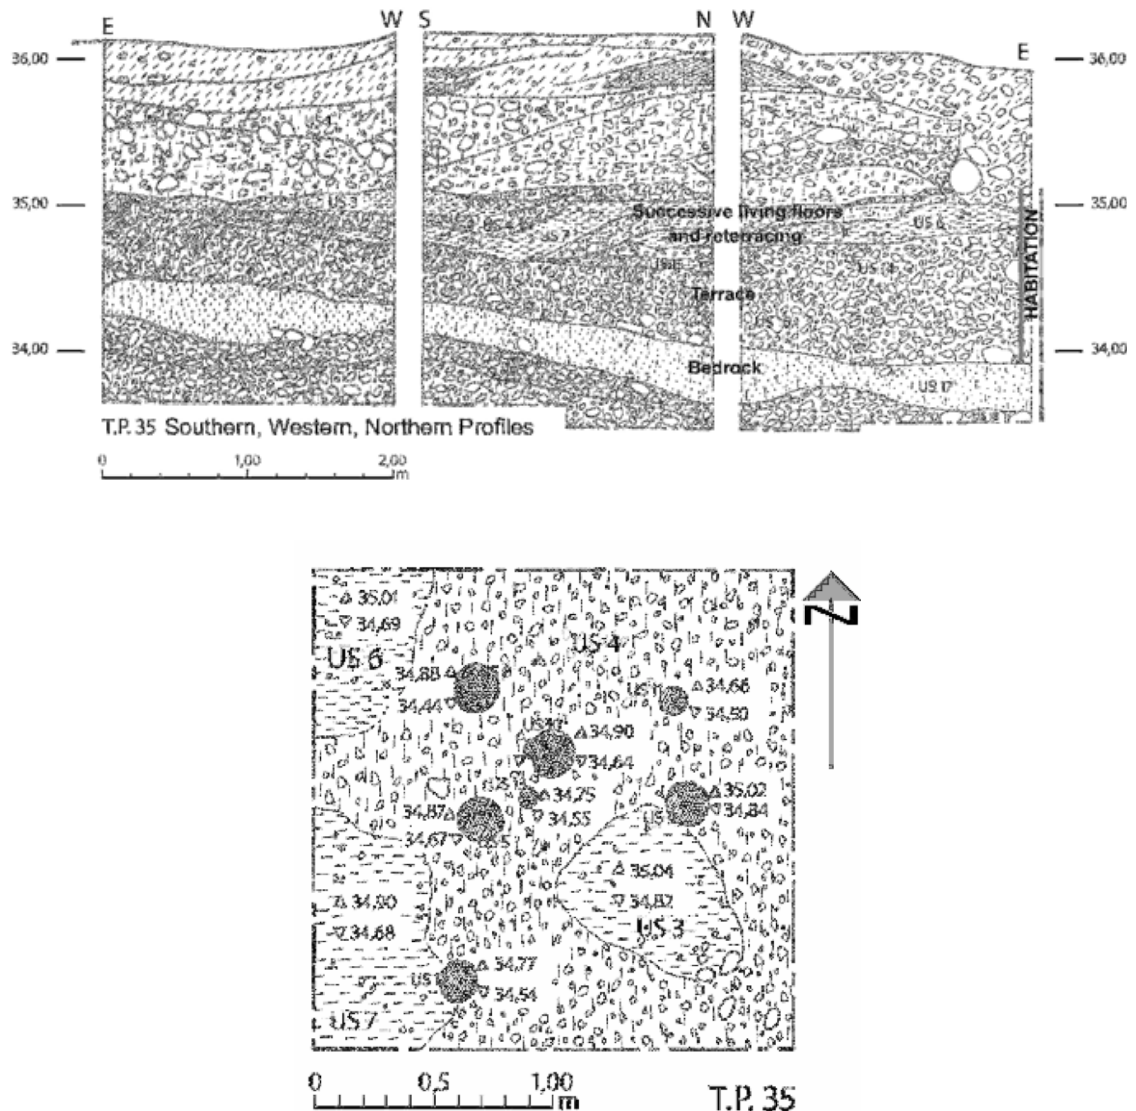 E W S N W E
36,00 36,00
US 3
35,00 35,00
Successive living floors
US 7 US 6
and reterracing
US 14
Terrace
HABITATION
34,00 34,00
Bedrock
US 17
T.P. 35 Southern, Western, Northern Profiles
0 1,00 2,00
m
35,01
34,69
N
US 4
US 6
34,88
34,66
34,44
34,50
34,90
34,64
35,02
34,75
34,87 34,84
34,55
34,67
35,04
34,90 34,82
US 3
34,68
34,77
34,54
US 7
0 0,5 1,00
m
T.P. 35